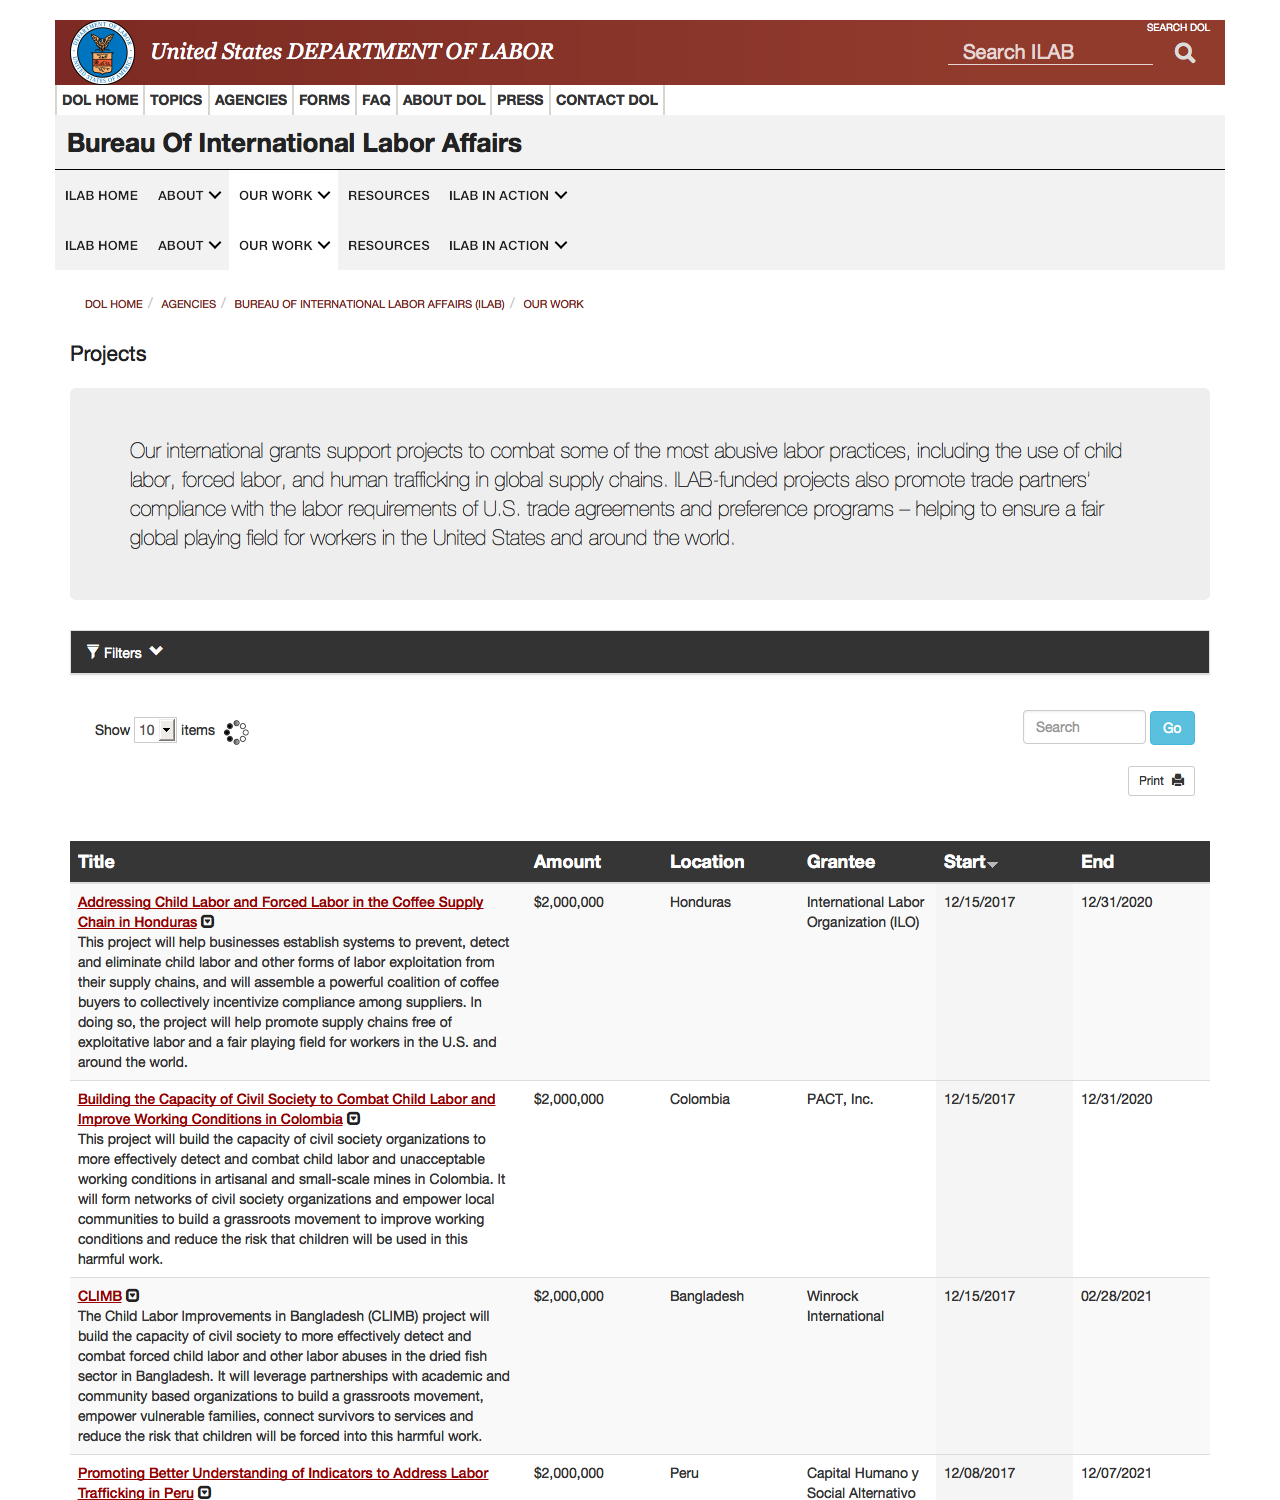 SEARCH DOL
United States DEPARTMENT OF LABOR
Search ILAB
DOL HOME TOPICS AGENCIES FORMS FAQ ABOUT DOL PRESS CONTACT DOL
Bureau Of International Labor Affairs
ILAB HOME ABOUT OUR WORK RESOURCES ILAB IN ACTION
ILAB HOME ABOUT OUR WORK RESOURCES ILAB IN ACTION
DOL HOME / AGENCIES / BUREAU OF INTERNATIONAL LABOR AFFAIRS (ILAB) / OUR WORK
Projects
Our international grants support projects to combat some of the most abusive labor practices, including the use of child
labor, forced labor, and human trafficking in global supply chains. ILAB-funded projects also promote trade partners'
compliance with the labor requirements of U.S. trade agreements and preference programs – helping to ensure a fair
global playing field for workers in the United States and around the world.
Filters
Show 10 items
Search Go
Print
Title Amount Location Grantee Start End
Addressing Child Labor and Forced Labor in the Coffee Supply $2,000,000 Honduras International Labor 12/15/2017 12/31/2020
Chain in Honduras Organization (ILO)
This project will help businesses establish systems to prevent, detect
and eliminate child labor and other forms of labor exploitation from
their supply chains, and will assemble a powerful coalition of coffee
buyers to collectively incentivize compliance among suppliers. In
doing so, the project will help promote supply chains free of
exploitative labor and a fair playing field for workers in the U.S. and
around the world.
Building the Capacity of Civil Society to Combat Child Labor and $2,000,000 Colombia PACT, Inc. 12/15/2017 12/31/2020
Improve Working Conditions in Colombia
This project will build the capacity of civil society organizations to
more effectively detect and combat child labor and unacceptable
working conditions in artisanal and small-scale mines in Colombia. It
will form networks of civil society organizations and empower local
communities to build a grassroots movement to improve working
conditions and reduce the risk that children will be used in this
harmful work.
CLIMB $2,000,000 Bangladesh Winrock 12/15/2017 02/28/2021
International
The Child Labor Improvements in Bangladesh (CLIMB) project will
build the capacity of civil society to more effectively detect and
combat forced child labor and other labor abuses in the dried fish
sector in Bangladesh. It will leverage partnerships with academic and
community based organizations to build a grassroots movement,
empower vulnerable families, connect survivors to services and
reduce the risk that children will be forced into this harmful work.
Promoting Better Understanding of Indicators to Address Labor $2,000,000 Peru Capital Humano y 12/08/2017 12/07/2021
Trafficking in Peru Social Alternativo